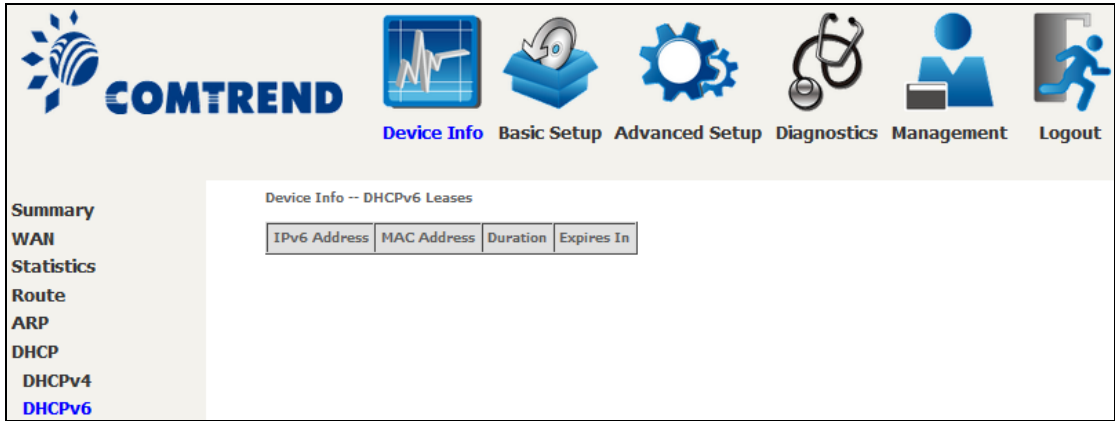 COMTREND
Device Info Basic Setup Advanced Setup Diagnostics Management Logout
Summary
WAN
Statistics
Route
ARP
DHCP
DHCPv4
DHCPv6
Device Info -- DHCPv6 Leases
IPv6 Address MAC Address Duration Expires In